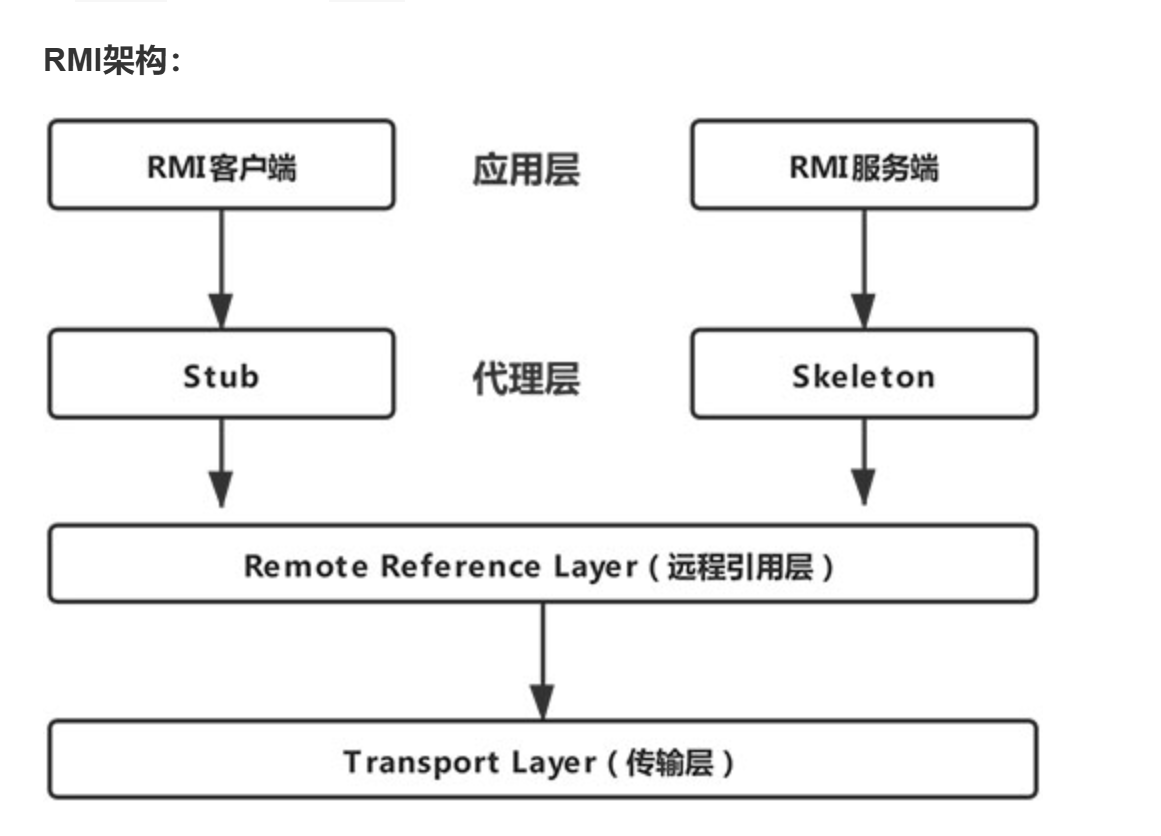 RMI架构：
RMI客户端
应用层
RMI服务端
Stub
代理层
Skeleton
Remote Reference Layer（远程引用层）
Transport Layer（传输层）